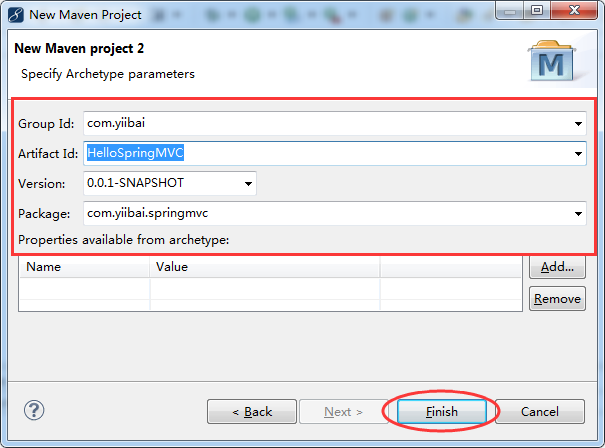 New Maven Project
New Maven project 2
Specify Archetype parameters
M
Group Id: com.yiibai
Artifact Id: HelloSpringMVC
Version: 0.0.1-SNAPSHOT
Package: com.yiibai.springmvc
Properties available from archetype:
Name Value
Add...
Remove
? < Back Next > Finish Cancel